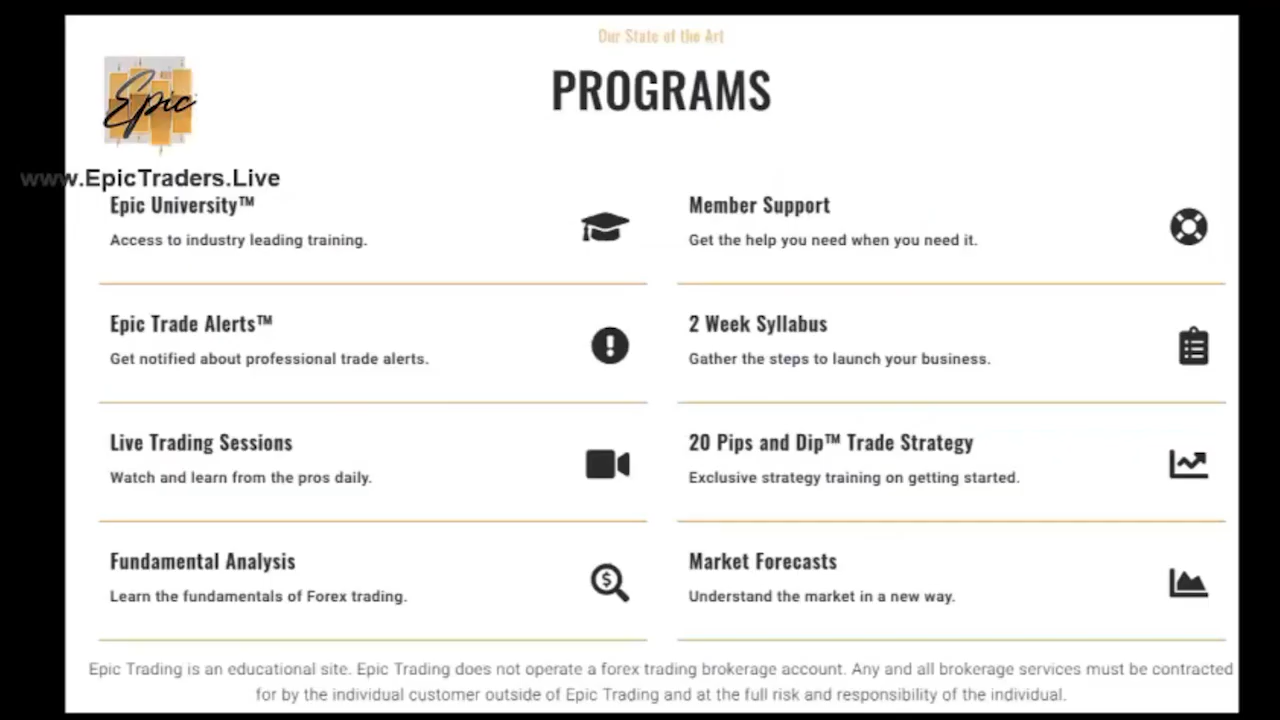 Our State of the Art
PROGRAMS
Epic
www.EpicTraders.Live
Epic University™
Access to industry leading training.
Member Support
Get the help you need when you need it.
Epic Trade Alerts™
Get notified about professional trade alerts.
2 Week Syllabus
Gather the steps to launch your business.
Live Trading Sessions
Watch and learn from the pros daily.
20 Pips and Dip™ Trade Strategy
Exclusive strategy training on getting started.
Fundamental Analysis
Learn the fundamentals of Forex trading.
Market Forecasts
Understand the market in a new way.
Epic Trading is an educational site. Epic Trading does not operate a forex trading brokerage account. Any and all brokerage services must be contracted
for by the individual customer outside of Epic Trading and at the full risk and responsibility of the individual.